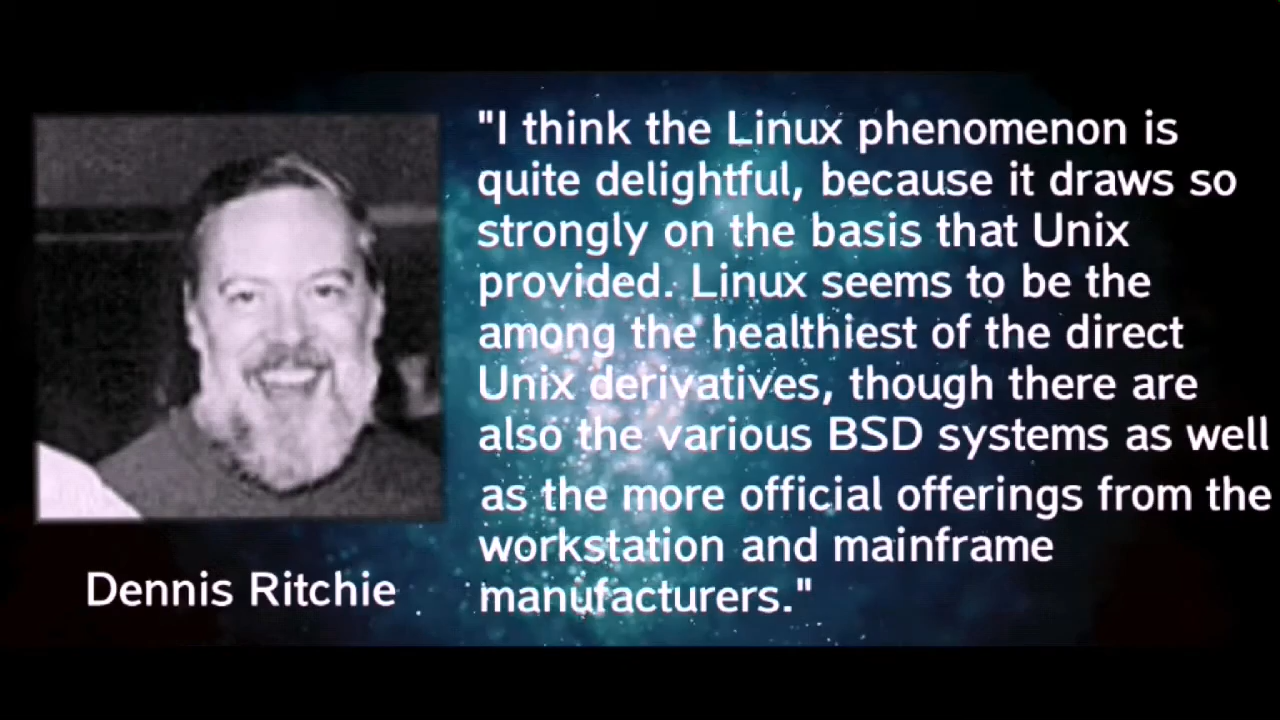 "I think the Linux phenomenon is
quite delightful, because it draws so
strongly on the basis that Unix
provided. Linux seems to be the
among the healthiest of the direct
Unix derivatives, though there are
also the various BSD systems as well
as the more official offerings from the
workstation and mainframe
manufacturers."
Dennis Ritchie